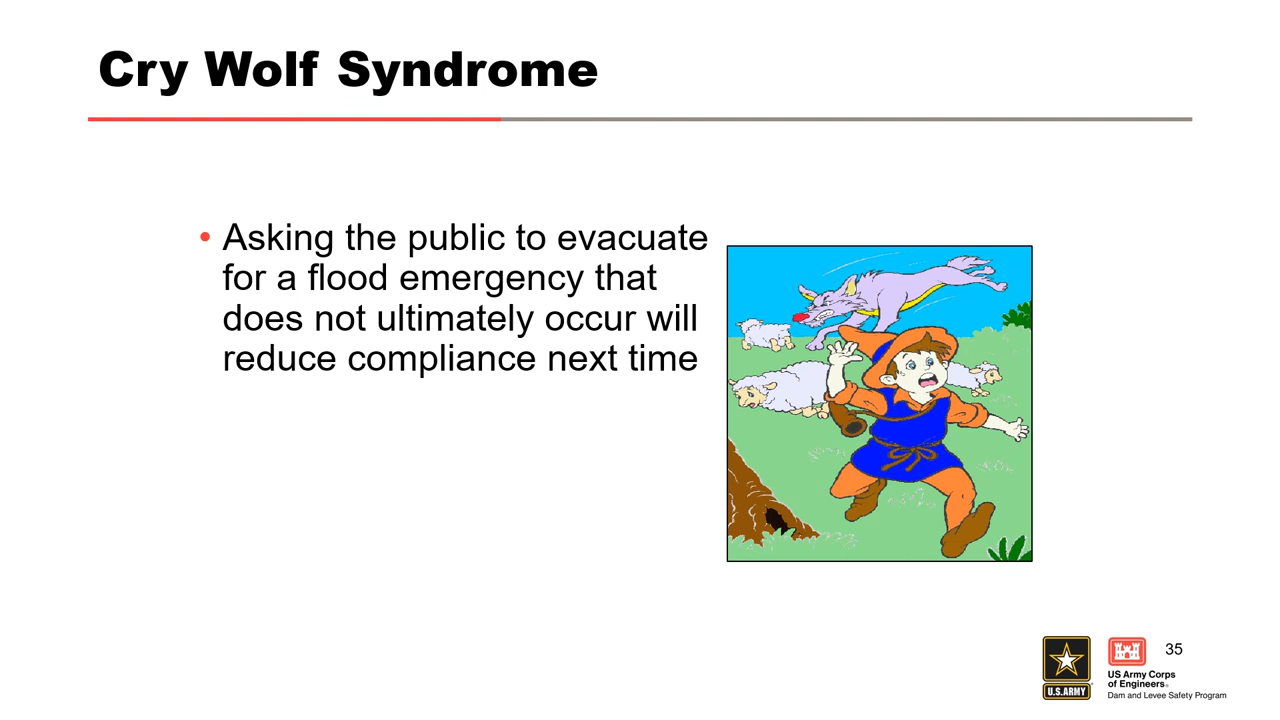 Cry Wolf Syndrome
• Asking the public to evacuate
for a flood emergency that
does not ultimately occur will
reduce compliance next time
35
U.S.ARMY
US Army Corps
of Engineers®
Dam and Levee Safety Program